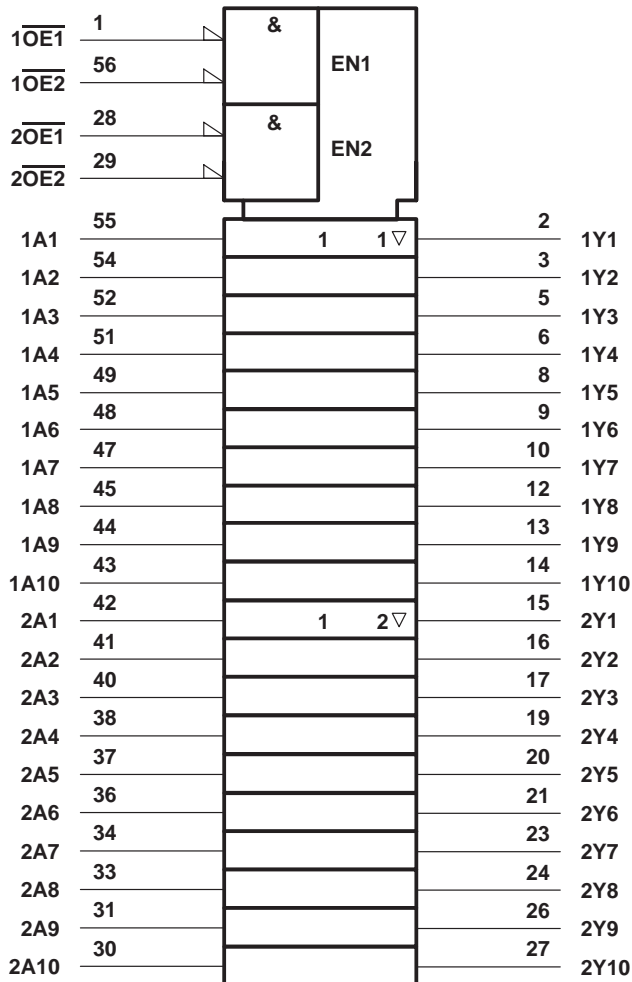 1OE1 1 &
EN1
1OE2 56
2OE1 28 &
EN2
2OE2 29
1A1 55 1 1▽ 2 1Y1
1A2 54 3 1Y2
1A3 52 5 1Y3
1A4 51 6 1Y4
1A5 49 8 1Y5
1A6 48 9 1Y6
1A7 47 10 1Y7
1A8 45 12 1Y8
1A9 44 13 1Y9
1A10 43 14 1Y10
2A1 42 1 2▽ 15 2Y1
2A2 41 16 2Y2
2A3 40 17 2Y3
2A4 38 19 2Y4
2A5 37 20 2Y5
2A6 36 21 2Y6
2A7 34 23 2Y7
2A8 33 24 2Y8
2A9 31 26 2Y9
2A10 30 27 2Y10